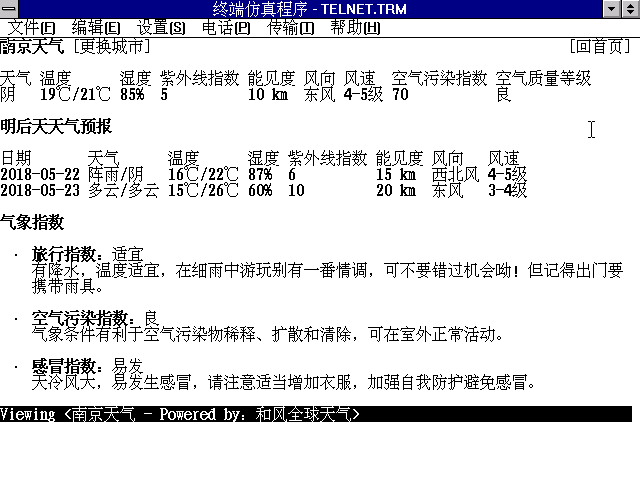 终端仿真程序 - TELNET.TRM
文件(F) 编辑(E) 设置(S) 电话(P) 传输(T) 帮助(H)
南京天气 [更换城市] [回首页]
天气 温度 湿度 紫外线指数 能见度 风向 风速 空气污染指数 空气质量等级
阴 19℃/21℃ 85% 5 10 km 东风 4-5级 70 良
明后天天气预报
日期 天气 温度 湿度 紫外线指数 能见度 风向 风速
2018-05-22 阵雨/阴 16℃/22℃ 87% 6 15 km 西北风 4-5级
2018-05-23 多云/多云 15℃/26℃ 60% 10 20 km 东风 3-4级
气象指数
· 旅行指数：适宜
有降水，温度适宜，在细雨中游玩别有一番情调，可不要错过机会呦！但记得出门要
携带雨具。
· 空气污染指数：良
气象条件有利于空气污染物稀释、扩散和清除，可在室外正常活动。
· 感冒指数：易发
天冷风大，易发生感冒，请注意适当增加衣服，加强自我防护避免感冒。
Viewing <南京天气 - Powered by：和风全球天气>